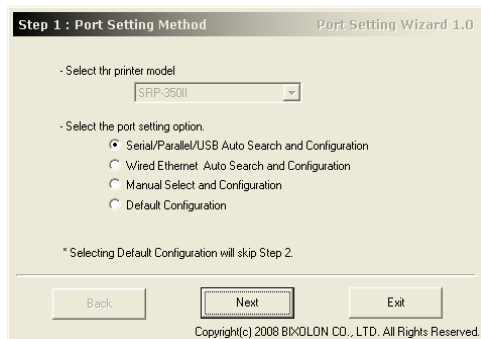 Step 1 : Port Setting Method Port Setting Wizard 1.0
- Select thr printer model
SRP-350II
- Select the port setting option.
Serial/Parallel/USB Auto Search and Configuration
Wired Ethernet Auto Search and Configuration
Manual Select and Configuration
Default Configuration
* Selecting Default Configuration will skip Step 2.
Back Next Exit
Copyright(c) 2008 BIXOLON CO., LTD. All Rights Reserved.